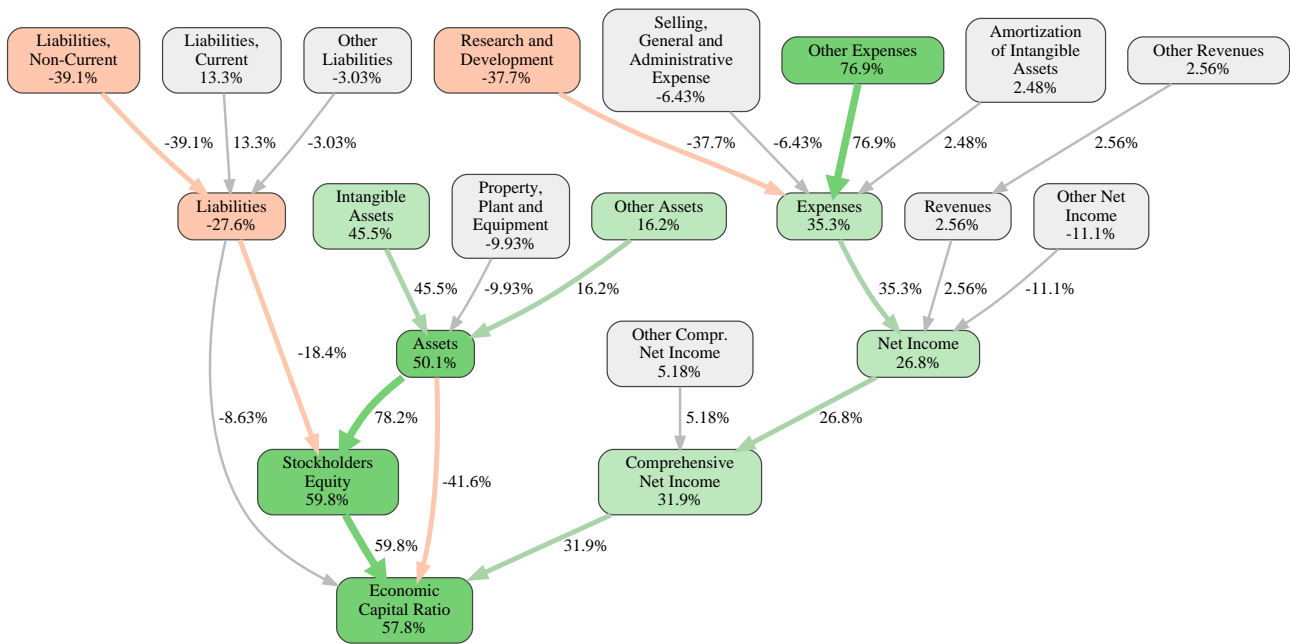 Liabilities,
Non-Current
-39.1%
Liabilities,
Current
13.3%
Other
Liabilities
-3.03%
Research and
Development
-37.7%
Selling,
General and
Administrative
Expense
-6.43%
Other Expenses
76.9%
Amortization
of Intangible
Assets
2.48%
Other Revenues
2.56%
-39.1%
13.3%
-3.03%
-37.7%
-6.43%
76.9%
2.48%
2.56%
Liabilities
-27.6%
Intangible
Assets
45.5%
Property,
Plant and
Equipment
-9.93%
Other Assets
16.2%
Expenses
35.3%
Revenues
2.56%
Other Net
Income
-11.1%
45.5%
-9.93%
16.2%
35.3%
2.56%
-11.1%
-18.4%
Assets
50.1%
Other Compr.
Net Income
5.18%
Net Income
26.8%
-8.63%
78.2%
5.18%
26.8%
Stockholders
Equity
59.8%
-41.6%
Comprehensive
Net Income
31.9%
59.8%
31.9%
Economic
Capital Ratio
57.8%